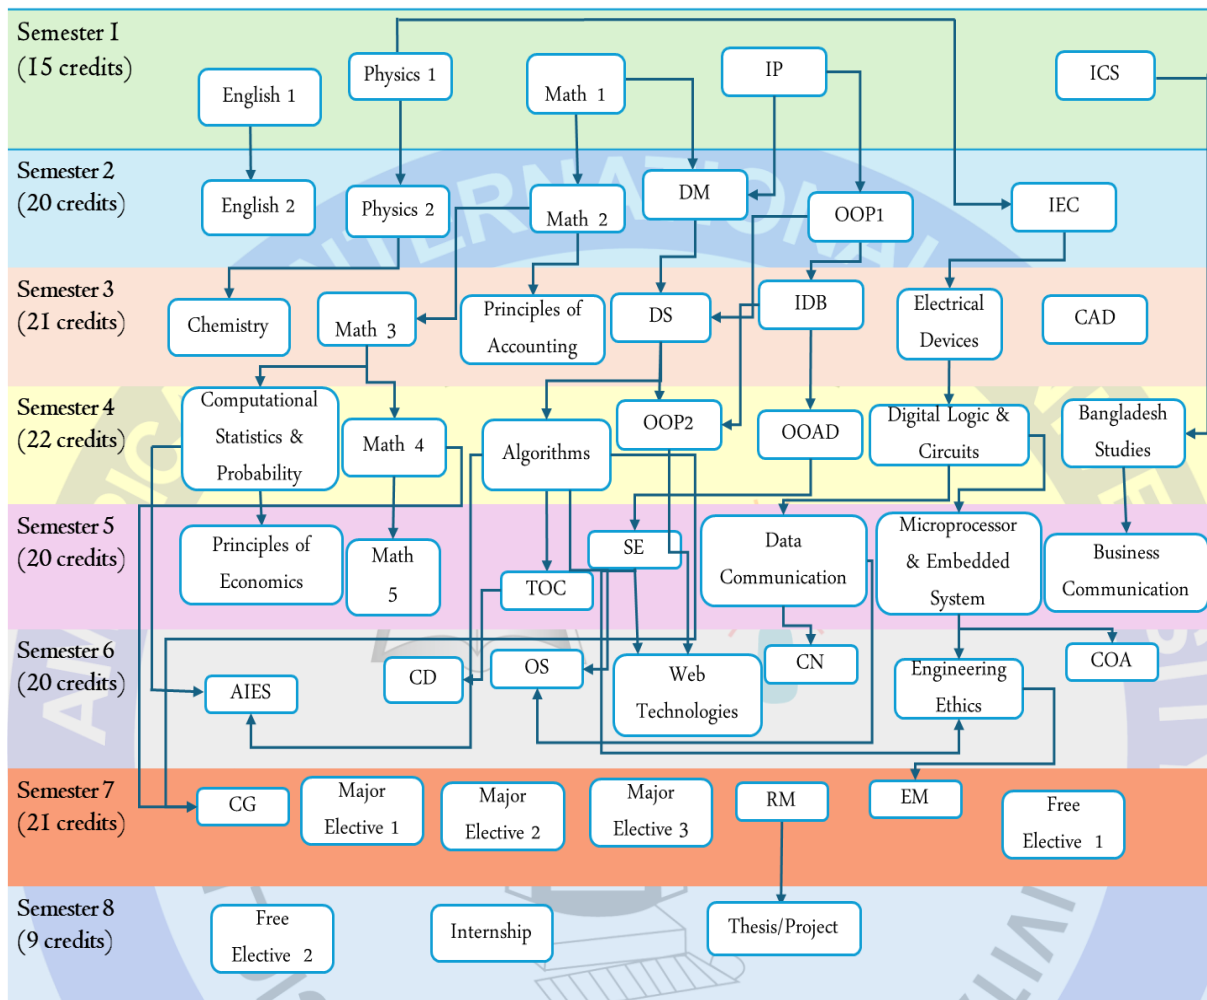 Semester 1
(15 credits)
English 1
Physics 1
Math 1
IP
ICS
Semester 2
(20 credits)
English 2
Physics 2
Math 2
DM
OOP1
IEC
Semester 3
(21 credits)
Chemistry
Math 3
Principles of
Accounting
DS
IDB
Electrical
Devices
CAD
Semester 4
(22 credits)
Computational
Statistics &
Probability
Math 4
Algorithms
OOP2
OOAD
Digital Logic &
Circuits
Bangladesh
Studies
Semester 5
(20 credits)
Principles of
Economics
Math
5
TOC
SE
Data
Communication
Microprocessor
& Embedded
System
Business
Communication
Semester 6
(20 credits)
AIES
CD
OS
Web
Technologies
CN
Engineering
Ethics
COA
Semester 7
(21 credits)
CG
Major
Elective 1
Major
Elective 2
Major
Elective 3
RM
EM
Free
Elective 1
Semester 8
(9 credits)
Free
Elective 2
Internship
Thesis/Project
INTERNATIONAL